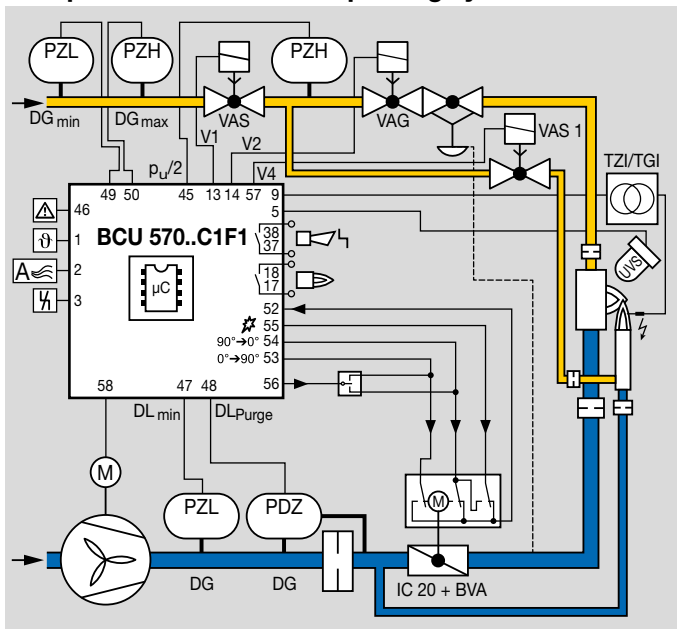 PZL PZH PZH
DG min DG max VAS VAG
V1 V2 VAS 1
pu/2 V4 TZI/TGI
49 50 45 13 14 57 9
46 5
BCU 570..C1F1 38
37
ϑ 1
µC
A 2 18
17
UVS
3 52
55
90°➔0° 54
0°➔90° 53
58 47 48 56
DL min DLPurge
M
M
PZL PDZ
DG DG IC 20 + BVA